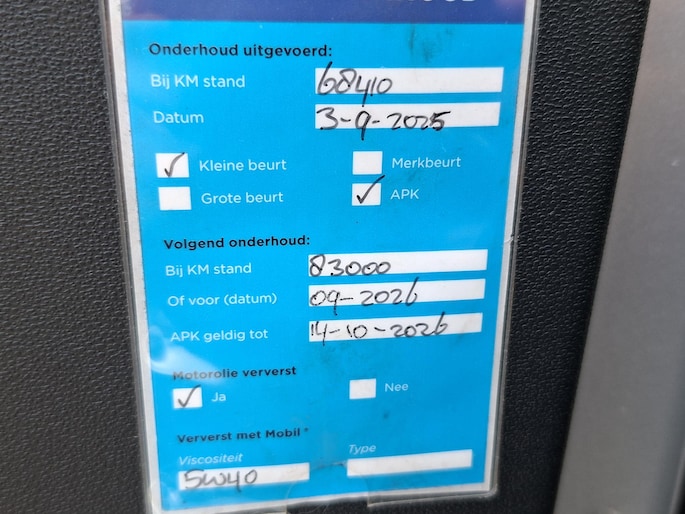 Onderhoud uitgevoerd:
Bij KM stand 68410
Datum 3-9-2025
✓ Kleine beurt Merkbeurt
Grote beurt ✓ APK
Volgend onderhoud:
Bij KM stand 83000
Of voor (datum) 09-2026
APK geldig tot 14-10-2026
Motorolie ververst
✓ Ja Nee
Ververst met Mobil*
Viscositeit Type
5W40